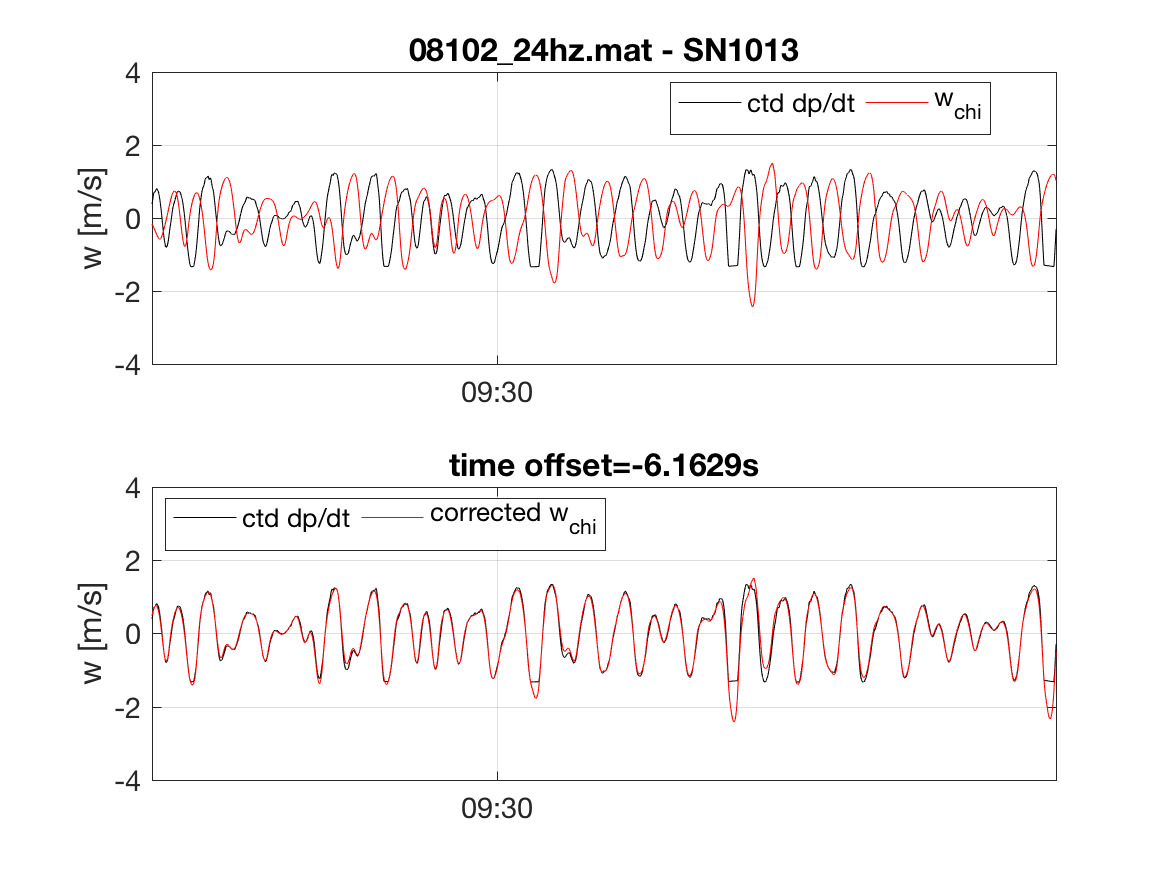 08102_24hz.mat - SN1013
4
ctd dp/dt
w_chi
2
w [m/s]
0
-2
-4
09:30
time offset=-6.1629s
4
ctd dp/dt
corrected w_chi
2
w [m/s]
0
-2
-4
09:30